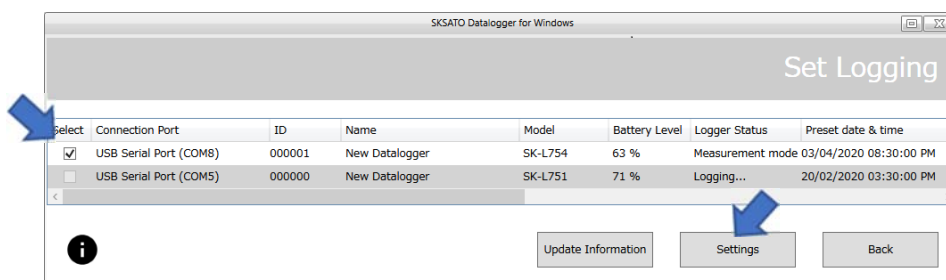 SKSATO Datalogger for Windows
Set Logging
Select Connection Port ID Name Model Battery Level Logger Status Preset date & time
USB Serial Port (COM8) 000001 New Datalogger SK-L754 63 % Measurement mode 03/04/2020 08:30:00 PM
USB Serial Port (COM5) 000000 New Datalogger SK-L751 71 % Logging... 20/02/2020 03:30:00 PM
i Update Information Settings Back